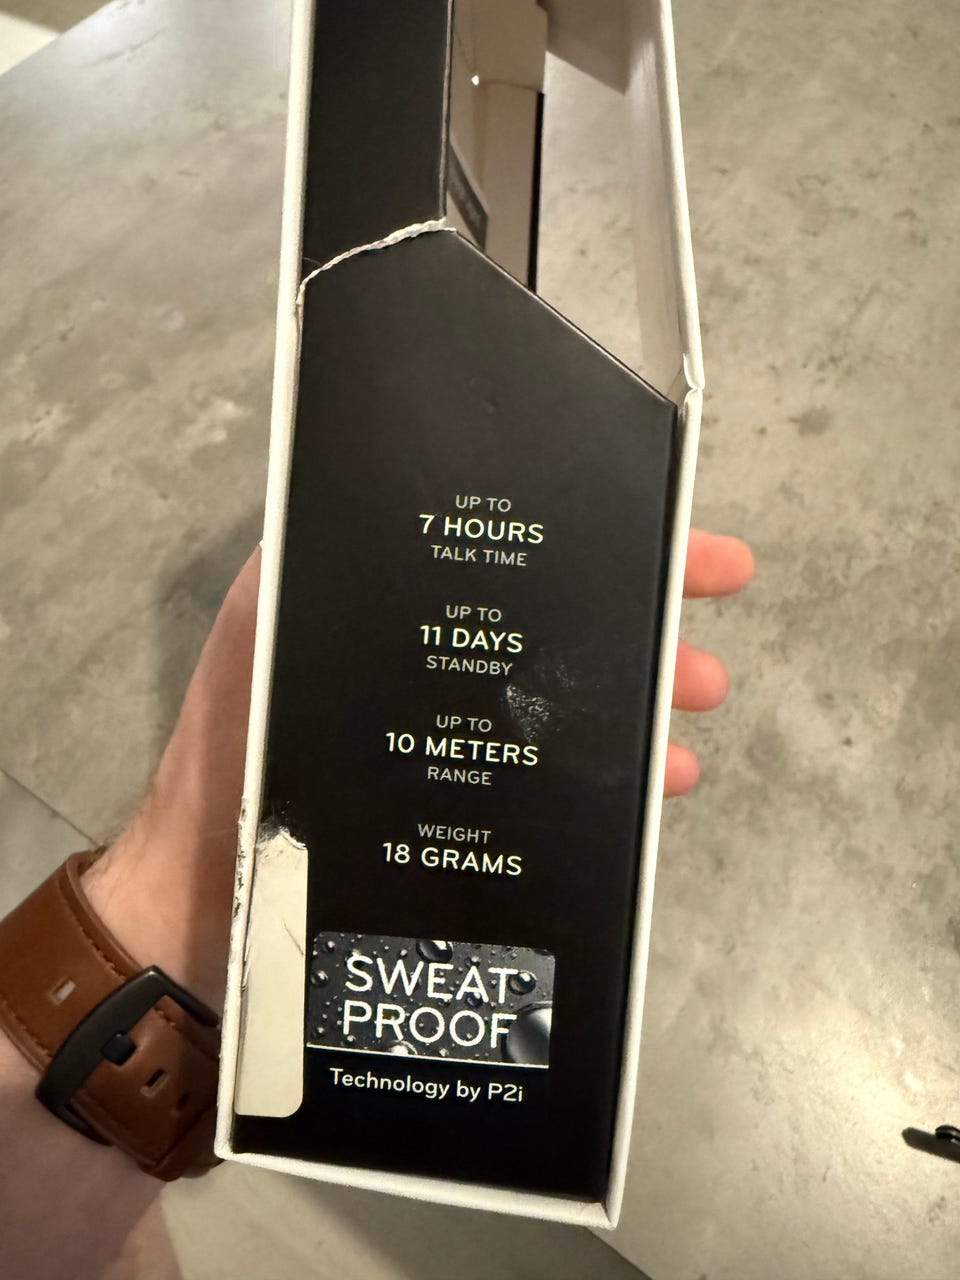 UP TO
7 HOURS
TALK TIME
UP TO
11 DAYS
STANDBY
UP TO
10 METERS
RANGE
WEIGHT
18 GRAMS
SWEAT
PROOF
Technology by P2i